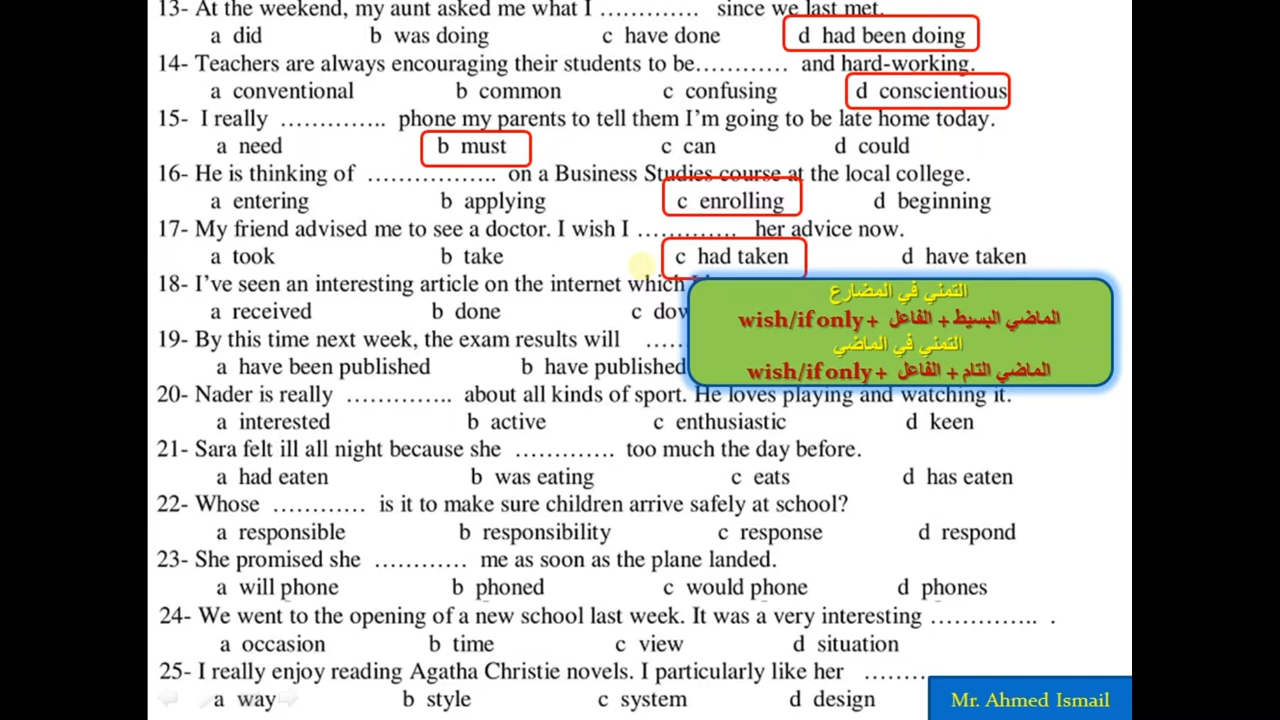 13- At the weekend, my aunt asked me what I …………. since we last met.
a did b was doing c have done d had been doing
14- Teachers are always encouraging their students to be………… and hard-working.
a conventional b common c confusing d conscientious
15- I really ………….. phone my parents to tell them I'm going to be late home today.
a need b must c can d could
16- He is thinking of …………….. on a Business Studies course at the local college.
a entering b applying c enrolling d beginning
17- My friend advised me to see a doctor. I wish I …………. her advice now.
a took b take c had taken d have taken
18- I've seen an interesting article on the internet which
a received b done c
التمني في المضارع
wish/if only + الفاعل + الماضي البسيط
التمني في الماضي
wish/if only + الفاعل + الماضي التام
19- By this time next week, the exam results will ….
a have been published b have published
20- Nader is really ………….. about all kinds of sport. He loves playing and watching it.
a interested b active c enthusiastic d keen
21- Sara felt ill all night because she …………. too much the day before.
a had eaten b was eating c eats d has eaten
22- Whose ………… is it to make sure children arrive safely at school?
a responsible b responsibility c response d respond
23- She promised she ………… me as soon as the plane landed.
a will phone b phoned c would phone d phones
24- We went to the opening of a new school last week. It was a very interesting ………….. .
a occasion b time c view d situation
25- I really enjoy reading Agatha Christie novels. I particularly like her ……..
a way b style c system d design
Mr. Ahmed Ismail